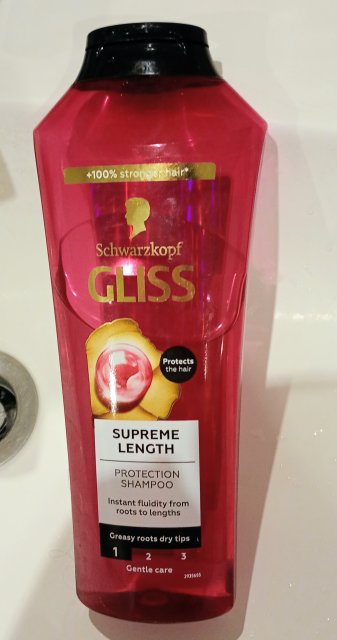 +100% stronger hair*
Schwarzkopf
GLISS
Protects
the hair
SUPREME
LENGTH
PROTECTION
SHAMPOO
Instant fluidity from
roots to lengths
Greasy roots dry tips
1 2 3
Gentle care